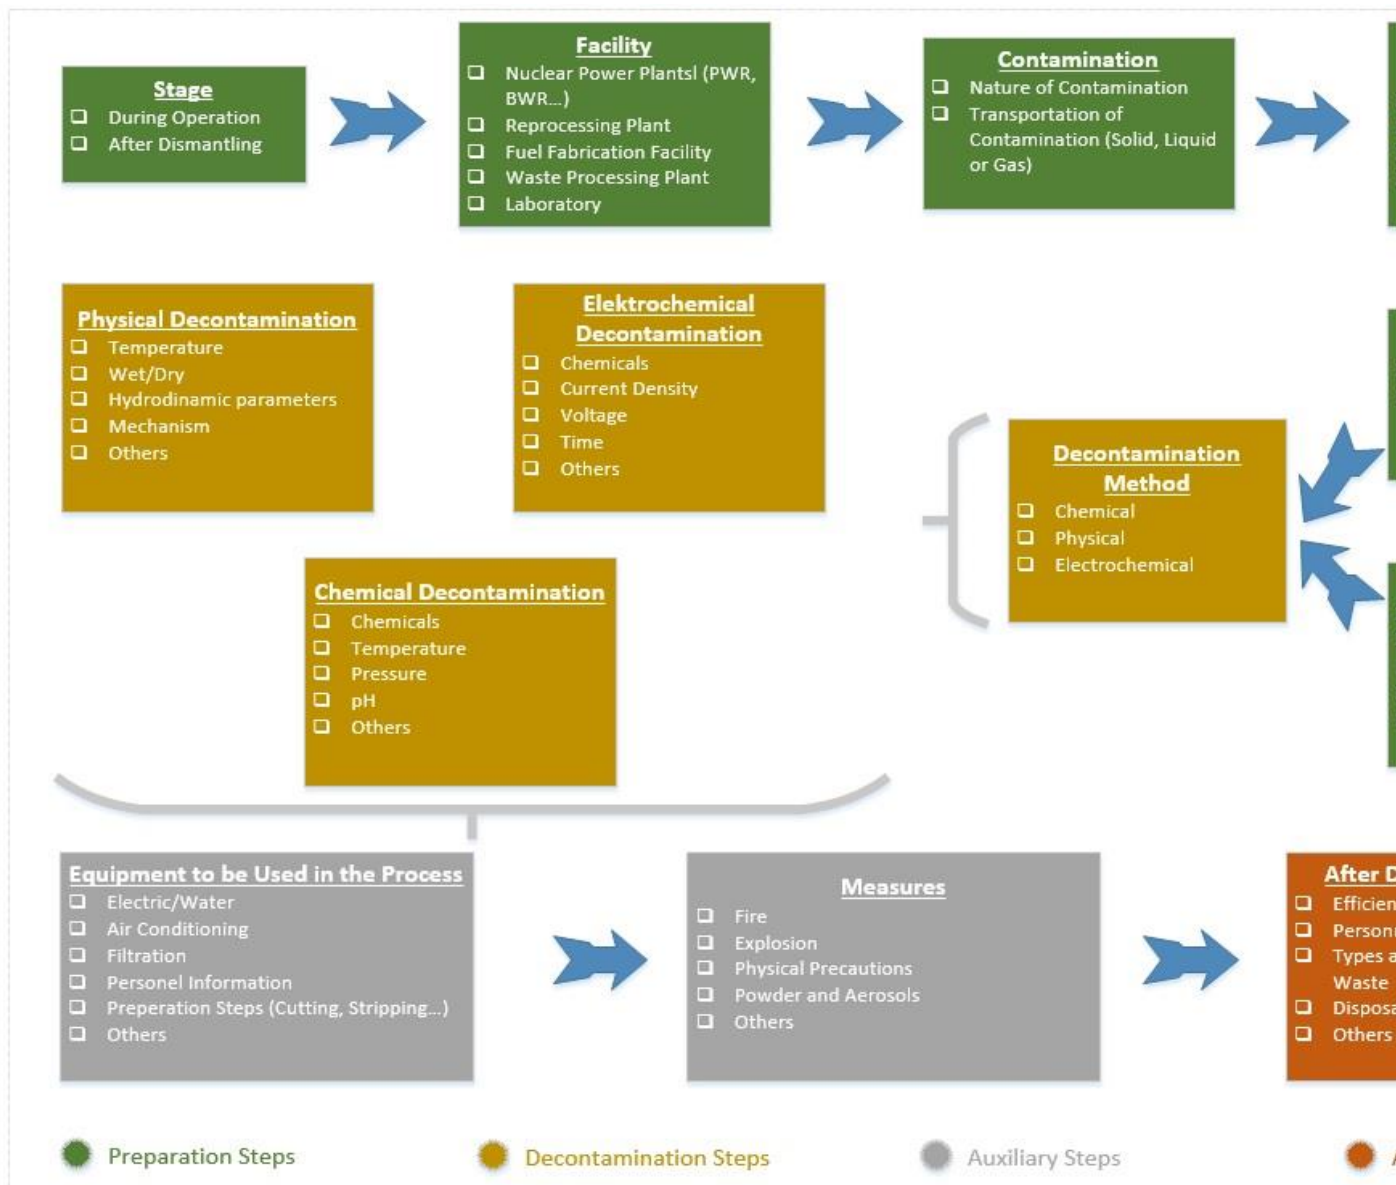 Stage
During Operation
After Dismantling
Facility
Nuclear Power Plantsl (PWR,
BWR...)
Reprocessing Plant
Fuel Fabrication Facility
Waste Processing Plant
Laboratory
Contamination
Nature of Contamination
Transportation of
Contamination (Solid, Liquid
or Gas)
Physical Decontamination
Temperature
Wet/Dry
Hydrodinamic parameters
Mechanism
Others
Elektrochemical
Decontamination
Chemicals
Current Density
Voltage
Time
Others
Decontamination
Method
Chemical
Physical
Electrochemical
Chemical Decontamination
Chemicals
Temperature
Pressure
pH
Others
Equipment to be Used in the Process
Electric/Water
Air Conditioning
Filtration
Personel Information
Preperation Steps (Cutting, Stripping...)
Others
Measures
Fire
Explosion
Physical Precautions
Powder and Aerosols
Others
After
Types
Waste
Others
Preparation Steps
Decontamination Steps
Auxiliary Steps